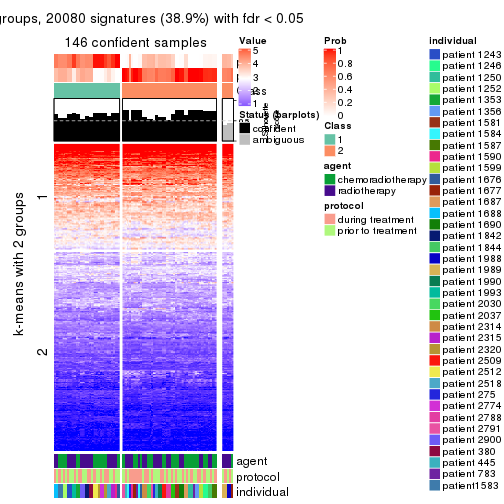 groups, 20080 signatures (38.9%) with fdr < 0.05
146 confident samples
k-means with 2 groups
1
2
Value
5
4
3
2
1
Status (barplots)
confident
ambiguous
Prob
1
0.8
0.6
0.4
0.2
0
Class
1
2
agent
chemoradiotherapy
radiotherapy
protocol
during treatment
prior to treatment
individual
patient 1243
patient 1246
patient 1250
patient 1252
patient 1353
patient 1356
patient 1581
patient 1584
patient 1587
patient 1590
patient 1599
patient 1676
patient 1677
patient 1687
patient 1688
patient 1690
patient 1842
patient 1844
patient 1988
patient 1989
patient 1990
patient 1993
patient 2030
patient 2037
patient 2314
patient 2315
patient 2320
patient 2509
patient 2512
patient 2518
patient 275
patient 2774
patient 2788
patient 2791
patient 2900
patient 380
patient 445
patient 783
patient1583
agent
protocol
individual